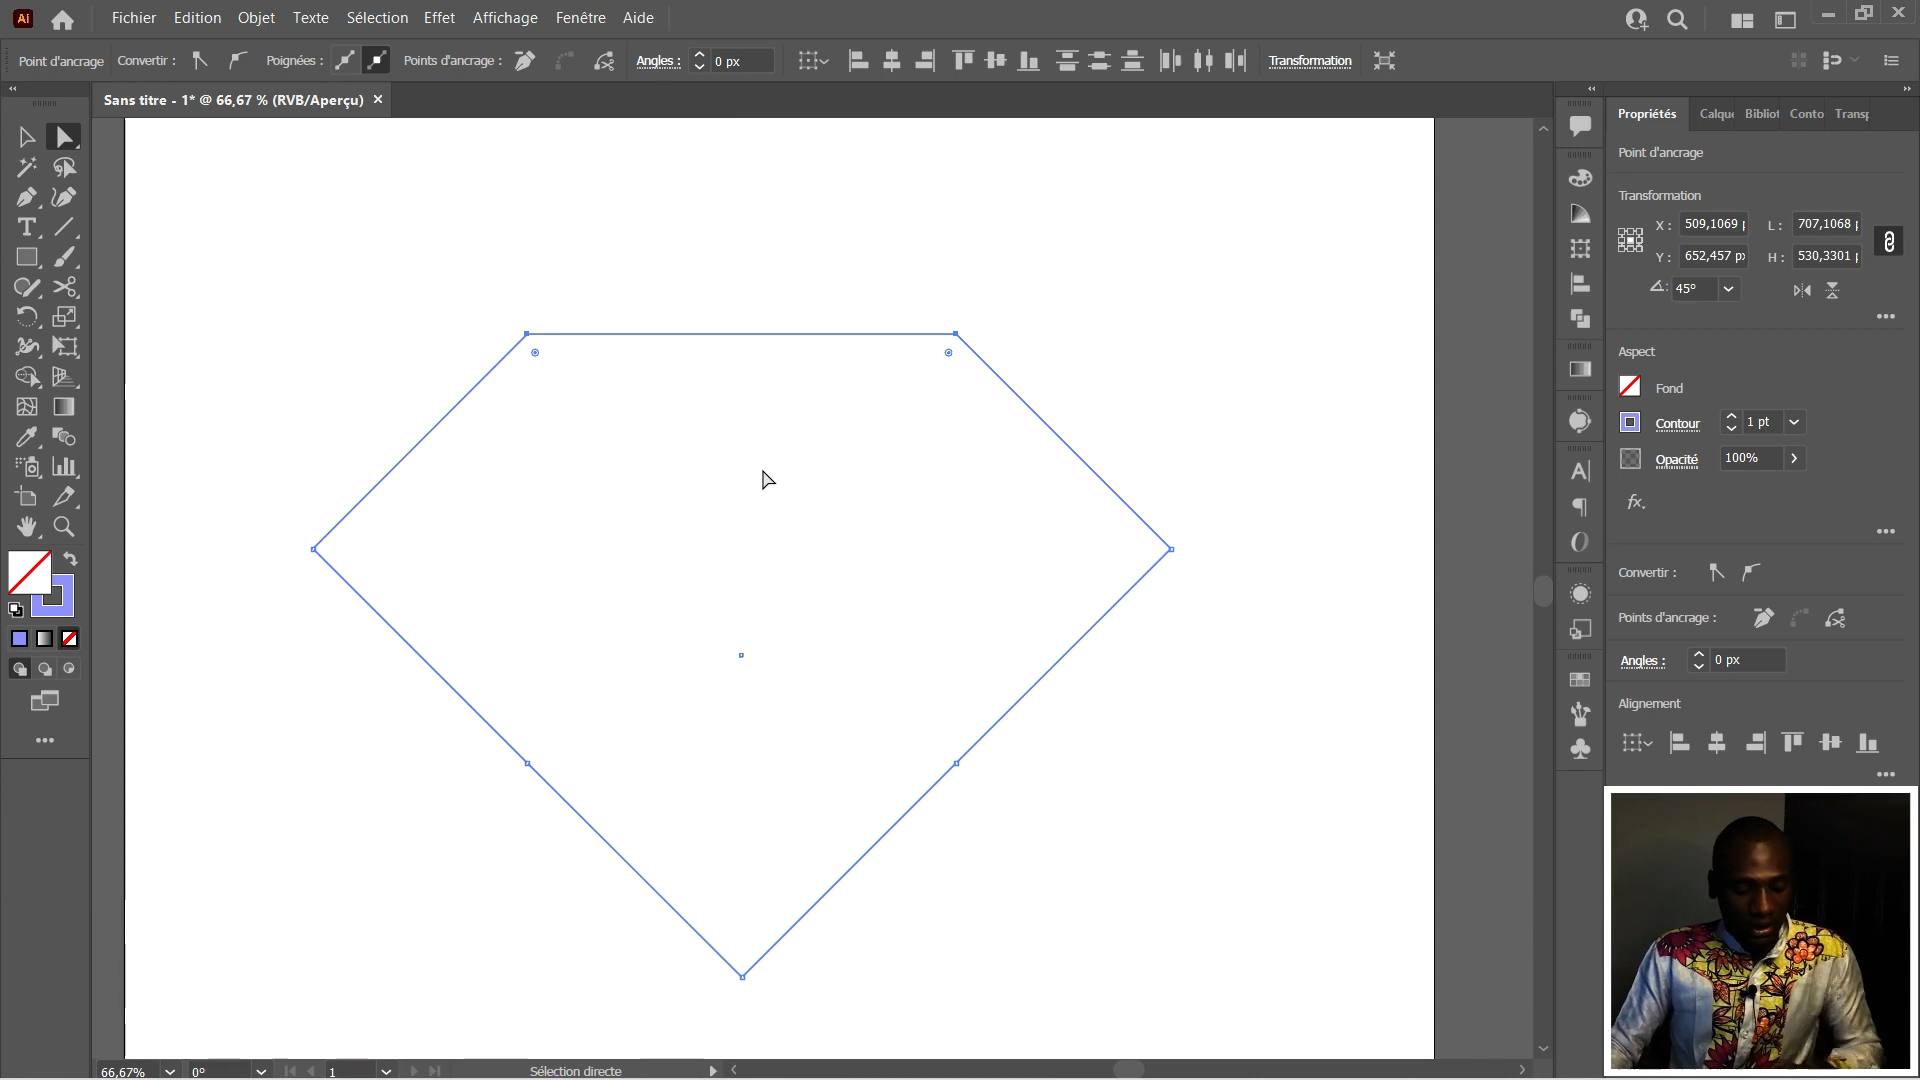 Ai Fichier Edition Objet Texte Sélection Effet Affichage Fenêtre Aide
Point d'ancrage Convertir : Poignées : Points d'ancrage : Angles : 0 px Transformation
Sans titre - 1* @ 66,67 % (RVB/Aperçu) ×
Propriétés Calque Bibliot Conto Transp
Point d'ancrage
Transformation
X : 509,1069 p L : 707,1068 p
Y : 652,457 px H : 530,3301 p
45°
Aspect
Fond
Contour 1 pt
Opacité 100%
fx.
Convertir :
Points d'ancrage :
Angles : 0 px
Alignement
66,67% 0° 1 Sélection directe